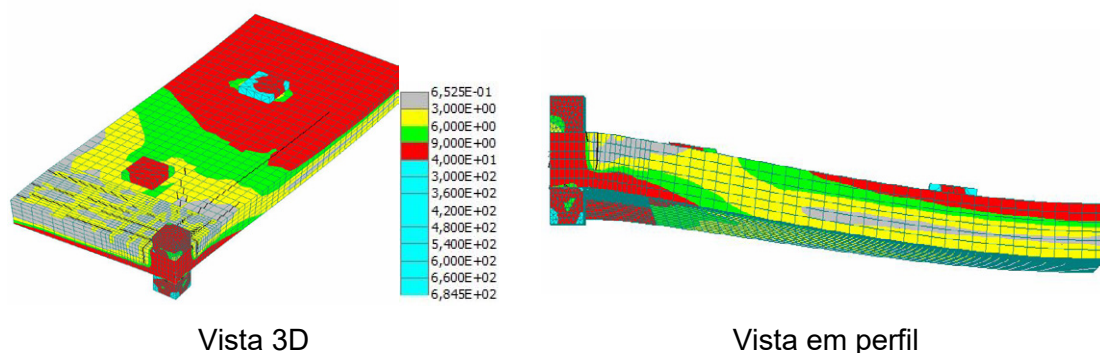 6,525E-01
3,000E+00
6,000E+00
9,000E+00
4,000E+01
3,000E+02
3,600E+02
4,200E+02
4,800E+02
5,400E+02
6,000E+02
6,600E+02
6,845E+02
Vista 3D
Vista em perfil